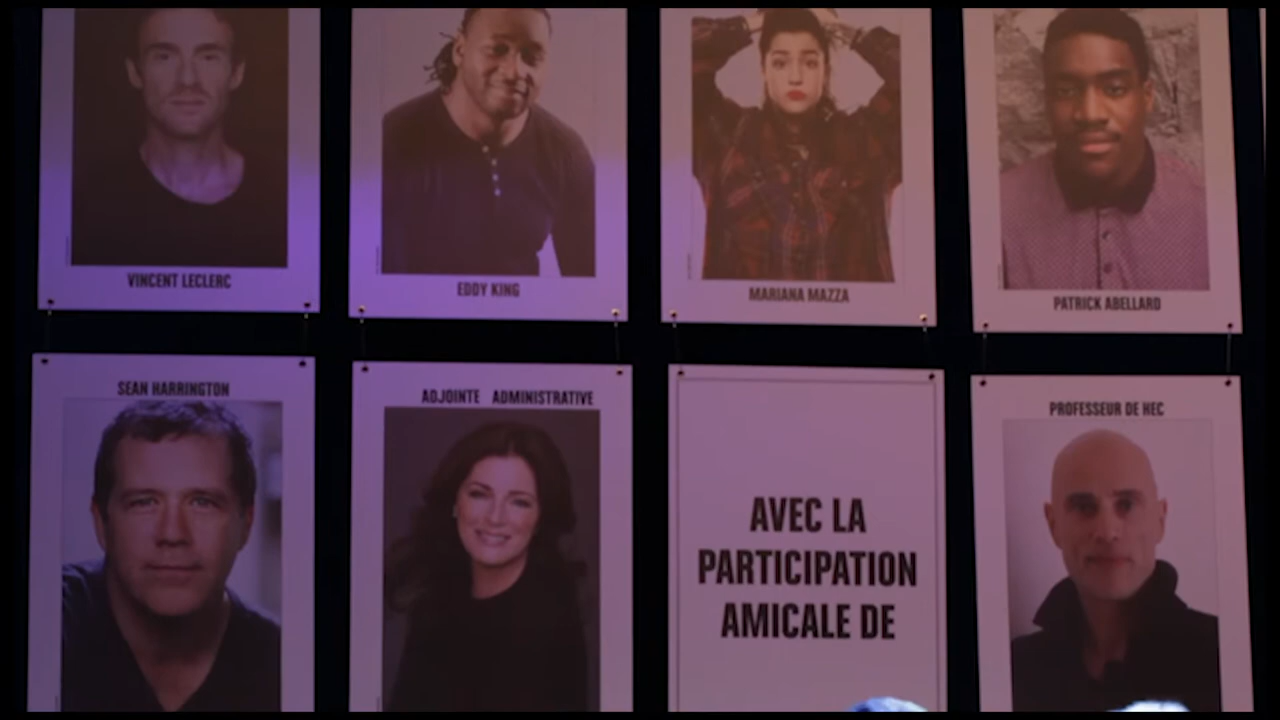 VINCENT LECLERC
EDDY KING
MARIANA MAZZA
PATRICK ABELLARD
SEAN HARRINGTON
ADJOINTE ADMINISTRATIVE
AVEC LA
PARTICIPATION
AMICALE DE
PROFESSEUR DE HEC